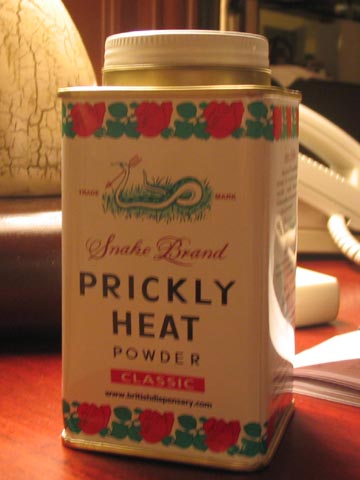 TRADE MARK
Snake Brand
PRICKLY
HEAT
POWDER
CLASSIC
www.britishdispensary.com